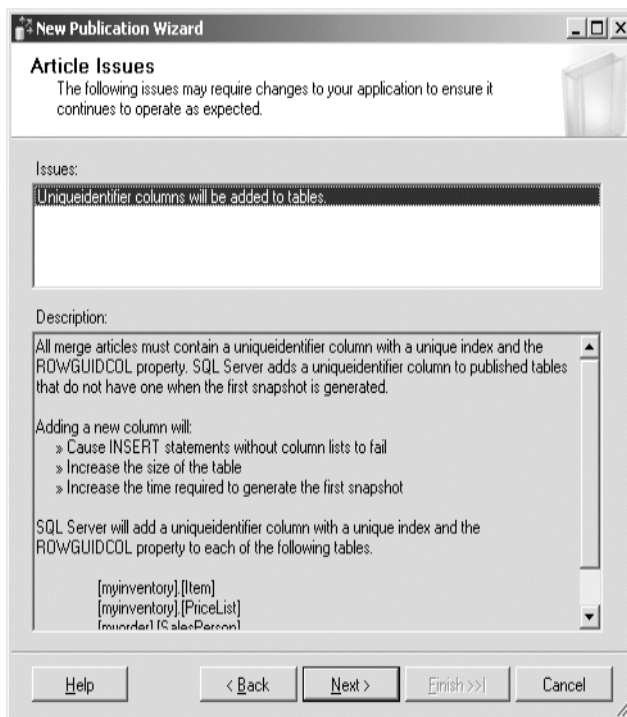 New Publication Wizard
Article Issues
The following issues may require changes to your application to ensure it
continues to operate as expected.
Issues:
Uniqueidentifier columns will be added to tables.
Description:
All merge articles must contain a uniqueidentifier column with a unique index and the
ROWGUIDCOL property. SQL Server adds a uniqueidentifier column to published tables
that do not have one when the first snapshot is generated.
Adding a new column will:
» Cause INSERT statements without column lists to fail
» Increase the size of the table
» Increase the time required to generate the first snapshot
SQL Server will add a uniqueidentifier column with a unique index and the
ROWGUIDCOL property to each of the following tables.
[myinventory].[Item]
[myinventory].[PriceList]
[myorder].[SalesPerson]
Help
< Back
Next >
Finish >>|
Cancel